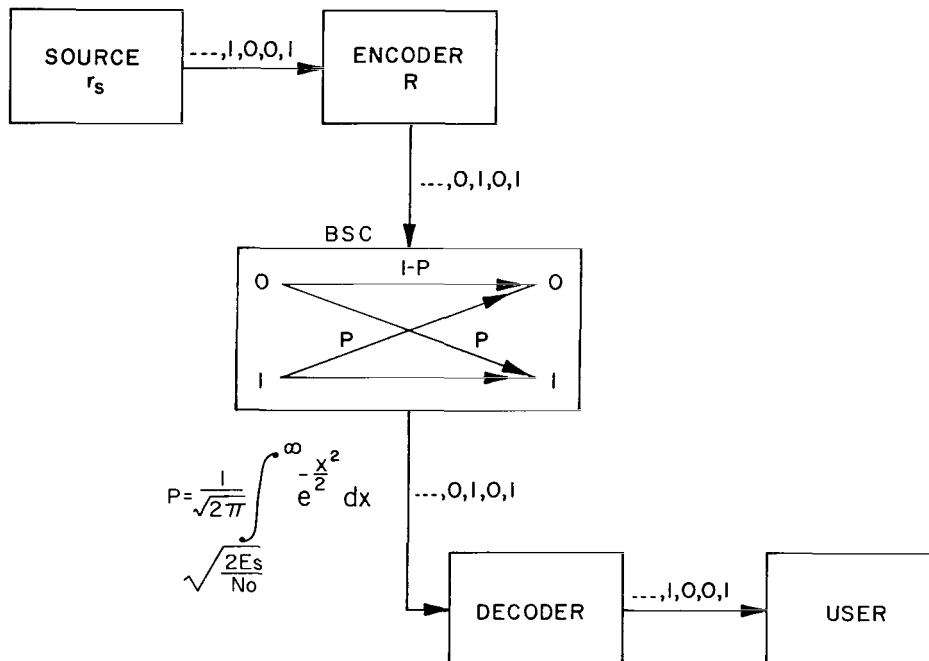 SOURCE
rs
---,1,0,0,1
ENCODER
R
---,0,1,0,1
BSC
0
1-P
0
P
P
1
1
P = 1/√2π ∫ ∞ √2Es/No e^-x²/2 dx
---,0,1,0,1
DECODER
---,1,0,0,1
USER